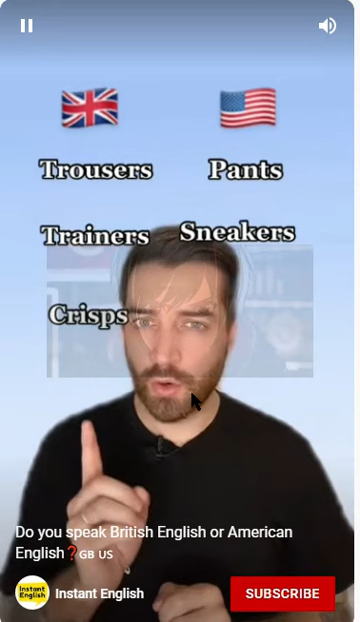 Trousers Pants
Trainers Sneakers
Crisps
Do you speak British English or American
English❓GB US
Instant English Instant English
SUBSCRIBE